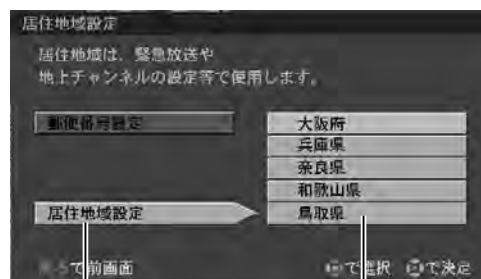 居住地域設定
居住地域は、緊急放送や
地上チャンネルの設定等で使用します。
郵便番号設定
大阪府
兵庫県
奈良県
和歌山県
居住地域設定
鳥取県
戻るで前画面
で選択 で決定